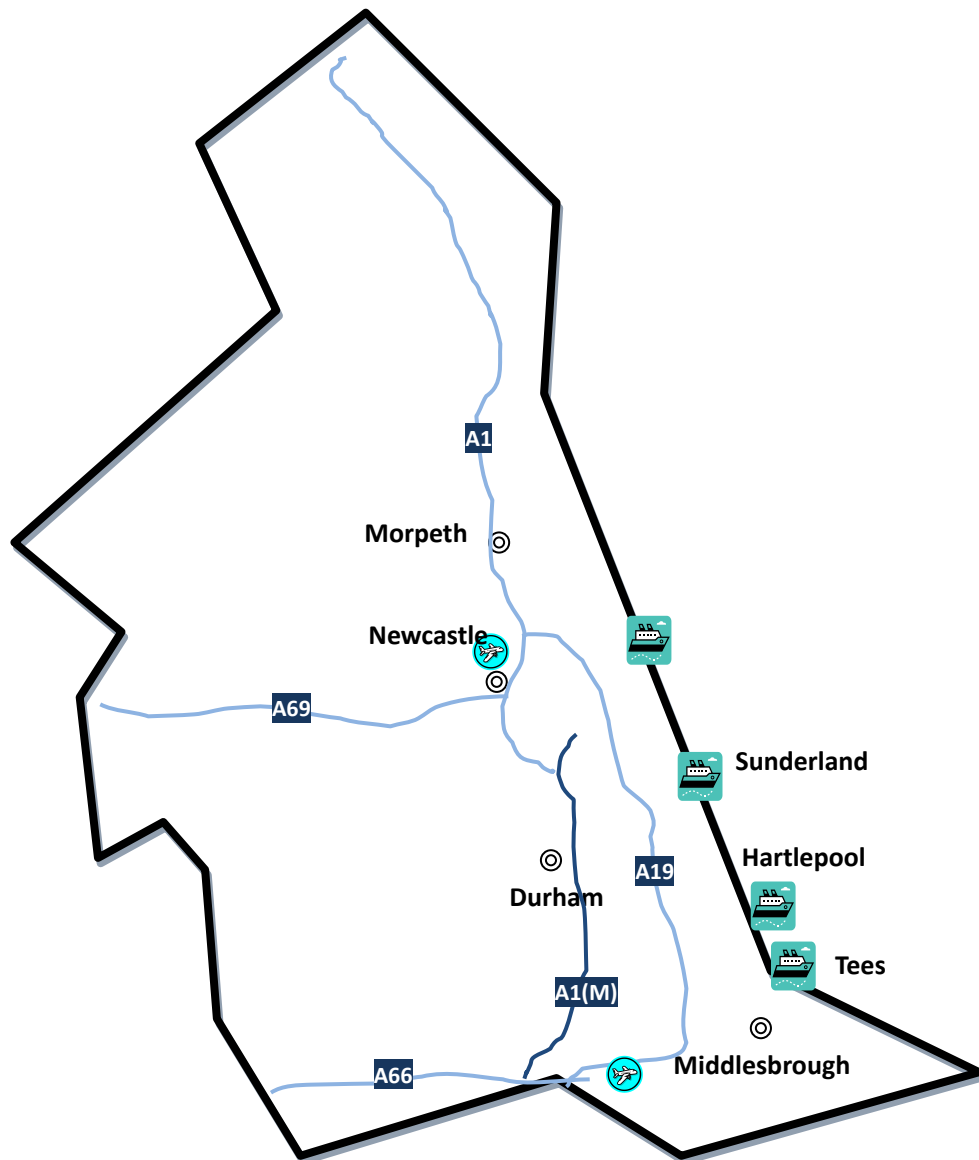 A1
Morpeth
Newcastle
A69
Sunderland
Hartlepool
A19
Durham
Tees
A1(M)
Middlesbrough
A66